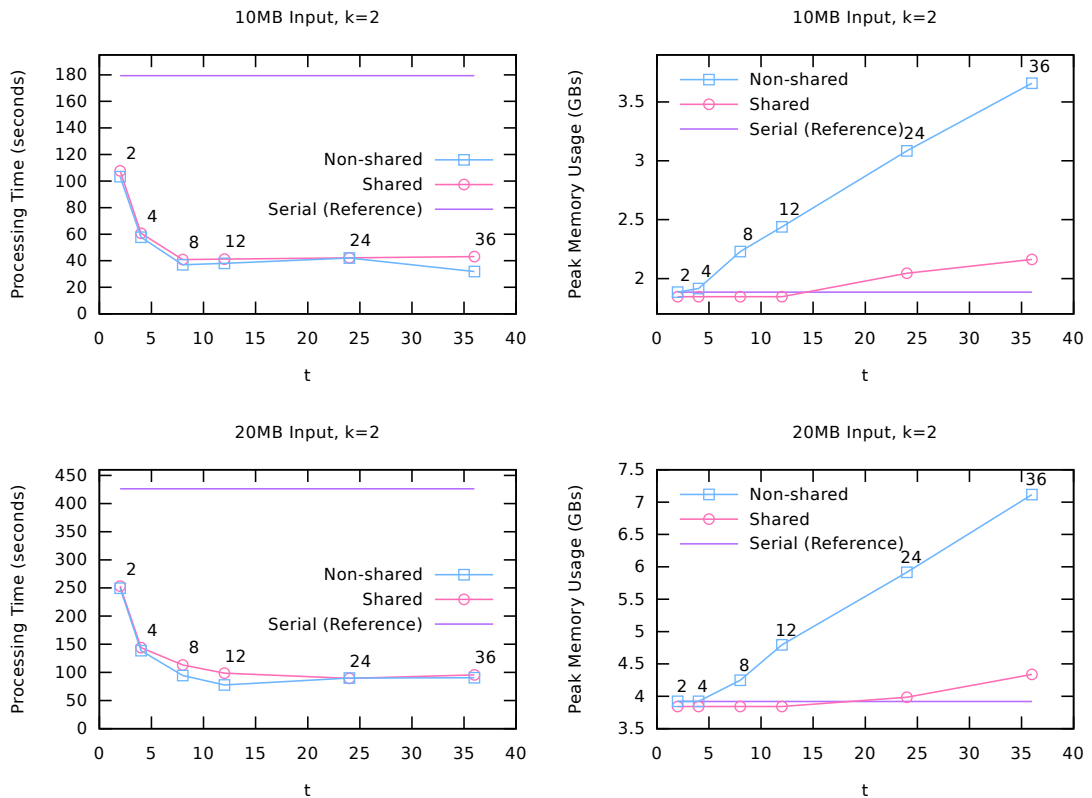 10MB Input, k=2
Processing Time (seconds)
180
160
140
120
100
80
60
40
20
0
2
4
8
12
24
36
Non-shared
Shared
Serial (Reference)
0 5 10 15 20 25 30 35 40
t
10MB Input, k=2
Peak Memory Usage (GBs)
3.5
3
2.5
2
Non-shared
Shared
Serial (Reference)
2
4
8
12
24
36
0 5 10 15 20 25 30 35 40
t
20MB Input, k=2
Processing Time (seconds)
450
400
350
300
250
200
150
100
50
0
2
4
8
12
24
36
Non-shared
Shared
Serial (Reference)
0 5 10 15 20 25 30 35 40
t
20MB Input, k=2
Peak Memory Usage (GBs)
7.5
7
6.5
6
5.5
5
4.5
4
3.5
Non-shared
Shared
Serial (Reference)
2
4
8
12
24
36
0 5 10 15 20 25 30 35 40
t